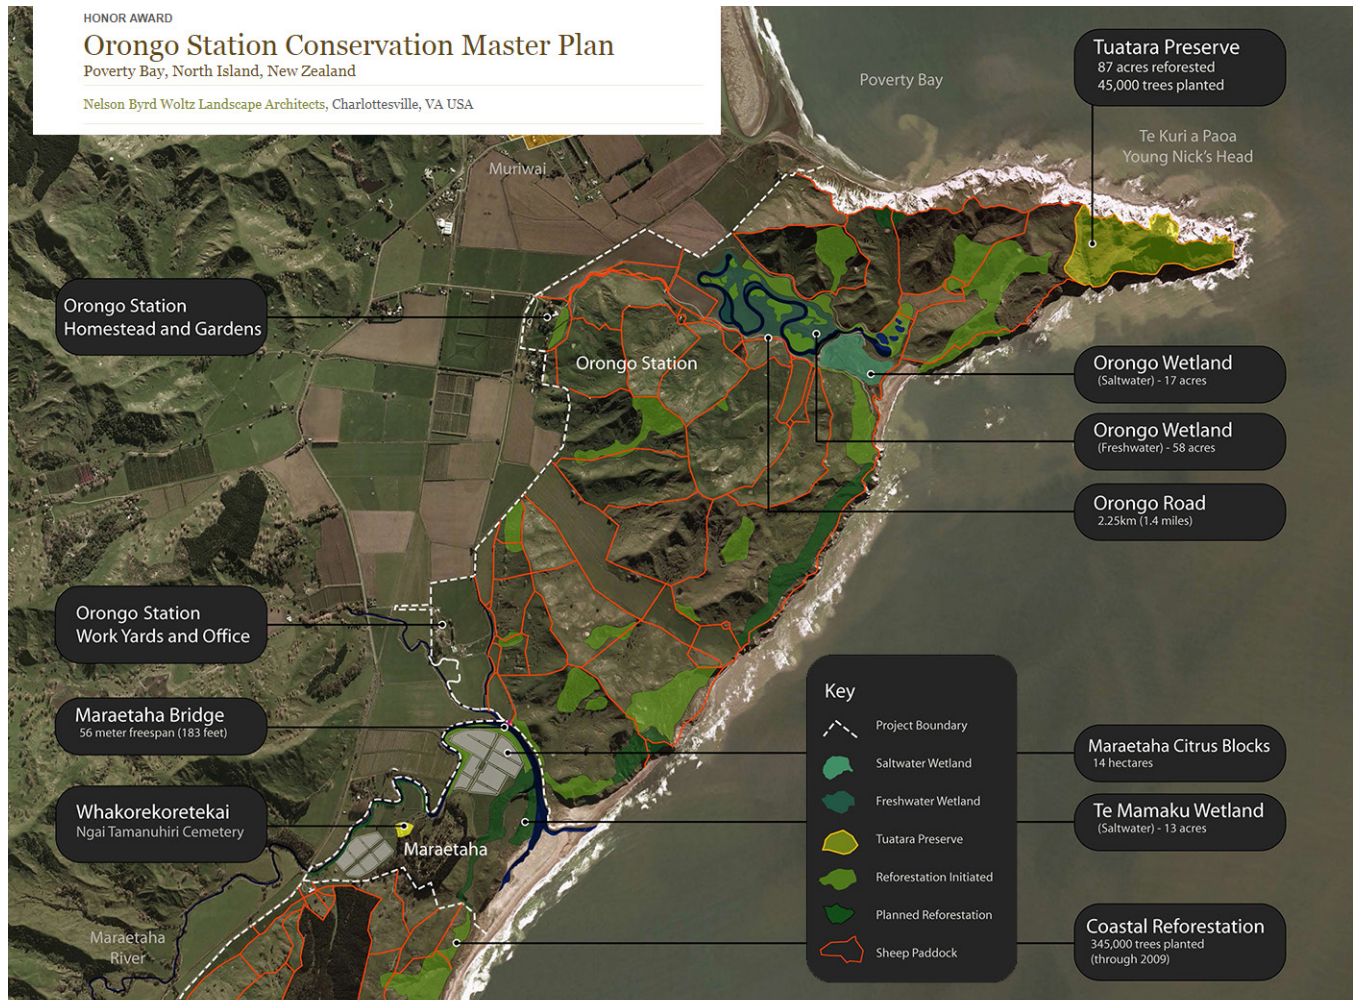 HONOR AWARD
Orongo Station Conservation Master Plan
Poverty Bay, North Island, New Zealand
Nelson Byrd Woltz Landscape Architects, Charlottesville, VA USA
Poverty Bay
Tuatara Preserve
87 acres reforested
45,000 trees planted
Te Kuri a Paoa
Young Nick's Head
Muriwai
Orongo Station
Homestead and Gardens
Orongo Station
Orongo Wetland
(Saltwater) - 17 acres
Orongo Wetland
(Freshwater) - 58 acres
Orongo Road
2.25km (1.4 miles)
Orongo Station
Work Yards and Office
Maraetaha Bridge
56 meter freespan (183 feet)
Whakorekoretekai
Ngai Tamanuhiri Cemetery
Maraetaha
Maraetaha
River
Key
Project Boundary
Saltwater Wetland
Freshwater Wetland
Tuatara Preserve
Reforestation Initiated
Planned Reforestation
Sheep Paddock
Maraetaha Citrus Blocks
14 hectares
Te Mamaku Wetland
(Saltwater) - 13 acres
Coastal Reforestation
345,000 trees planted
(through 2009)